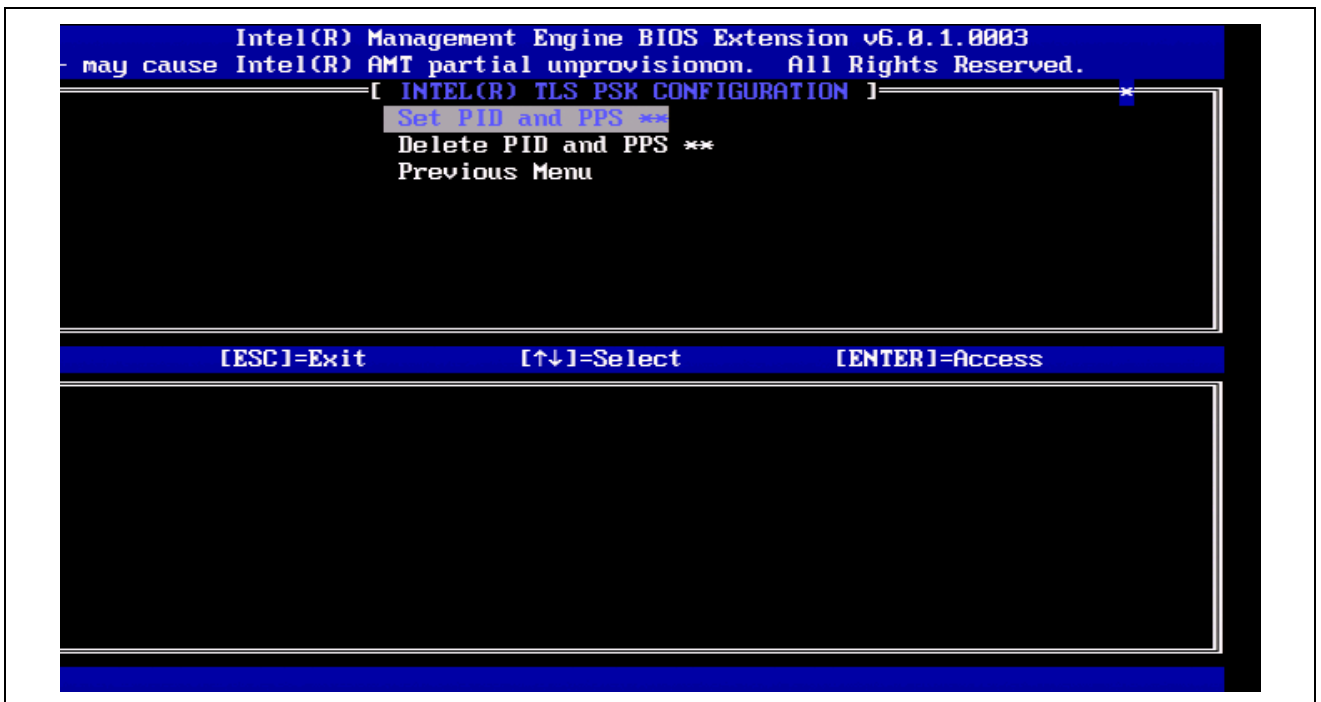 Intel(R) Management Engine BIOS Extension v6.0.1.0003
- may cause Intel(R) AMT partial unprovisionon. All Rights Reserved.
[ INTEL(R) TLS PSK CONFIGURATION ] *
Set PID and PPS **
Delete PID and PPS **
Previous Menu
[ESC]=Exit [↑↓]=Select [ENTER]=Access